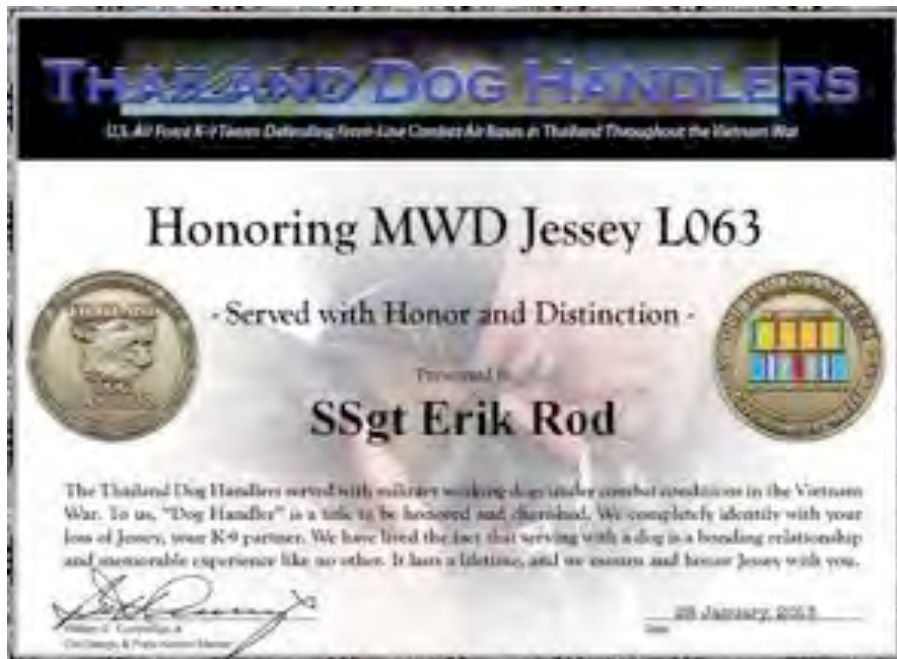 THAILAND DOG HANDLERS
U.S. Air Force K-9 Teams Defending Front-Line Combat Air Bases in Thailand Throughout the Vietnam War
Honoring MWD Jessey L063
- Served with Honor and Distinction -
Presented to
SSgt Erik Rod
The Thailand Dog Handlers served with military working dogs under combat conditions in the Vietnam
War. To us, "Dog Handler" is a title to be honored and cherished. We completely identify with your
loss of Jessey, your K-9 partner. We have lived the fact that serving with a dog is a bonding relationship
and memorable experience like no other. It lasts a lifetime, and we mourn and honor Jessey with you.
28 January, 2013
Date